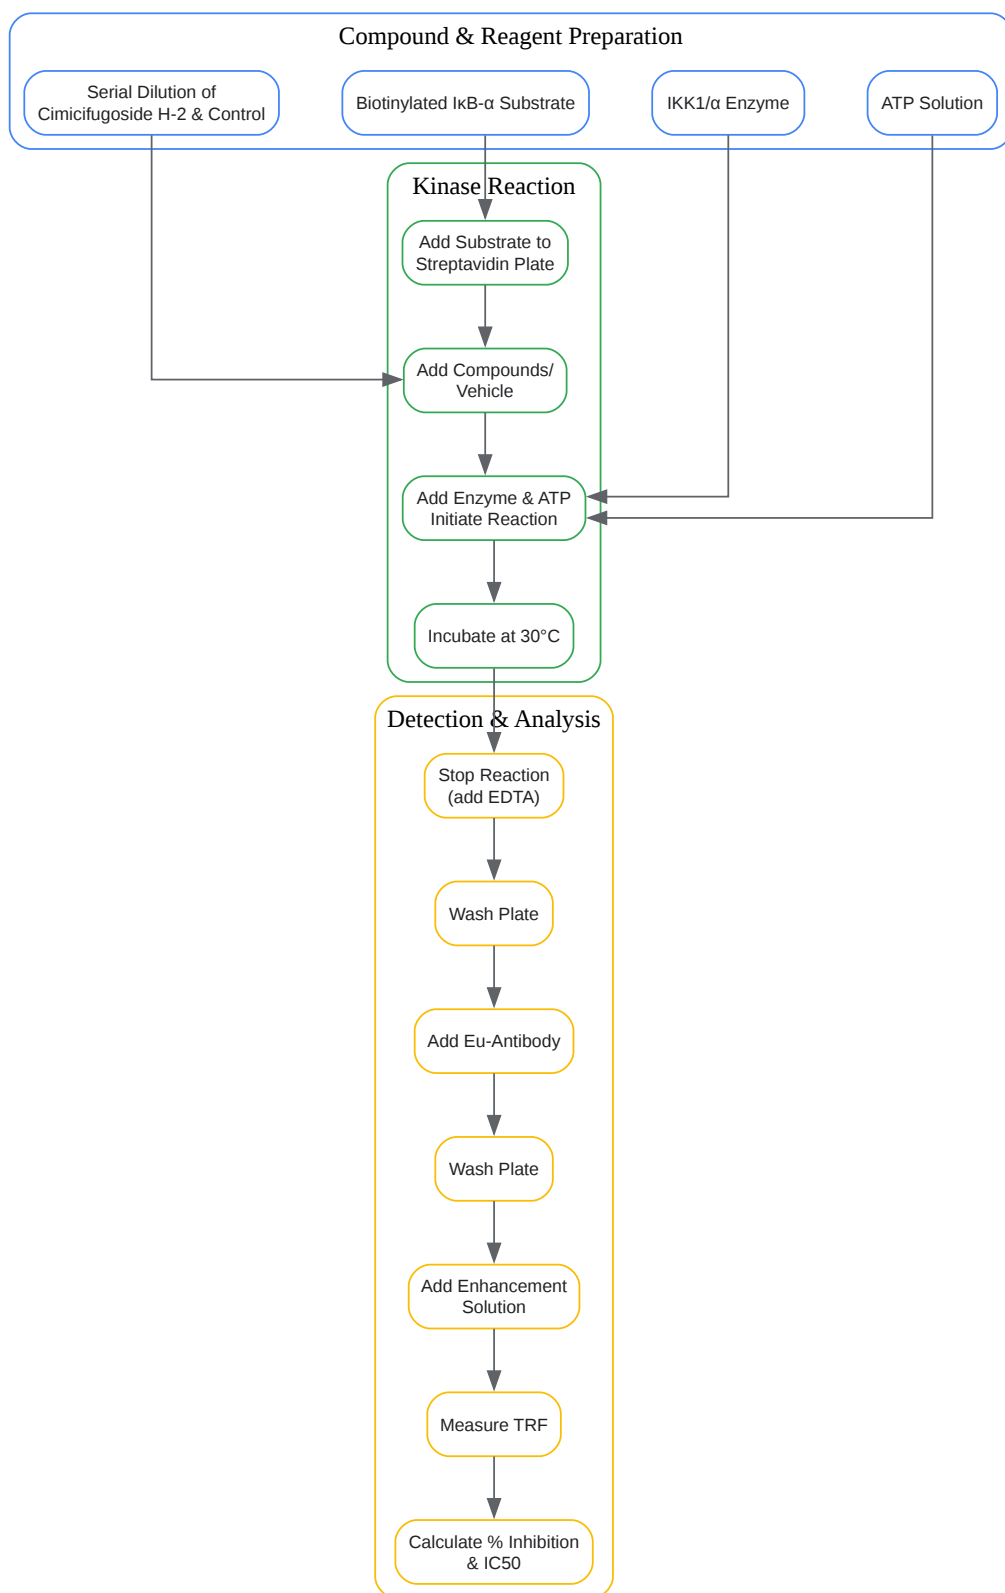 Compound & Reagent Preparation
Serial Dilution of
Cimicifugoside H-2 & Control
Biotinylated IκB-α Substrate
IKK1/α Enzyme
ATP Solution
Kinase Reaction
Add Substrate to
Streptavidin Plate
Add Compounds/
Vehicle
Add Enzyme & ATP
Initiate Reaction
Incubate at 30°C
Detection & Analysis
Stop Reaction
(add EDTA)
Wash Plate
Add Eu-Antibody
Wash Plate
Add Enhancement
Solution
Measure TRF
Calculate % Inhibition
& IC50